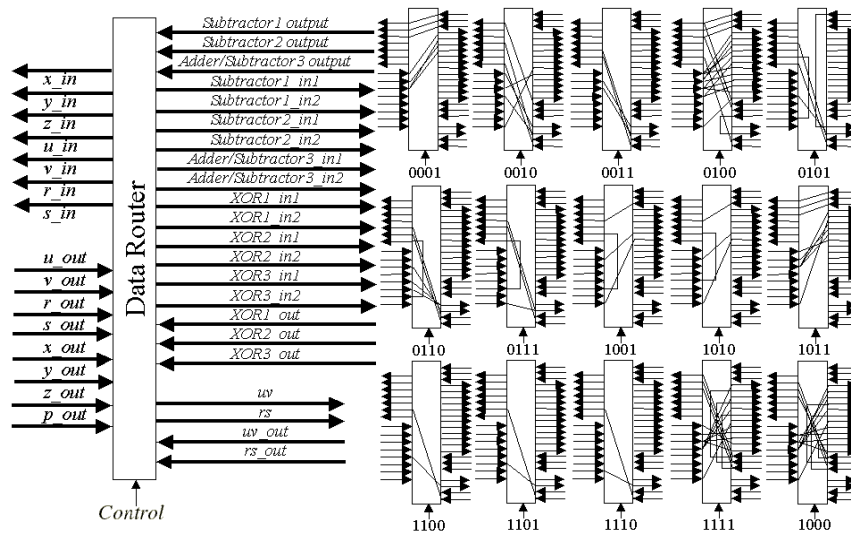 Subtractor1 output
Subtractor2 output
Adder/Subtractor3 output
Subtractor1_in1
Subtractor1_in2
Subtractor2_in1
Subtractor2_in2
Adder/Subtractor3_in1
Adder/Subtractor3_in2
XOR1_in1
XOR1_in2
XOR2_in1
XOR2_in2
XOR3_in1
XOR3_in2
XOR1_out
XOR2_out
XOR3_out
uv
rs
uv_out
rs_out
x_in
y_in
z_in
u_in
v_in
r_in
s_in
u_out
v_out
r_out
s_out
x_out
y_out
z_out
p_out
Data Router
Control
0001 0010 0011 0100 0101
0110 0111 1001 1010 1011
1100 1101 1110 1111 1000